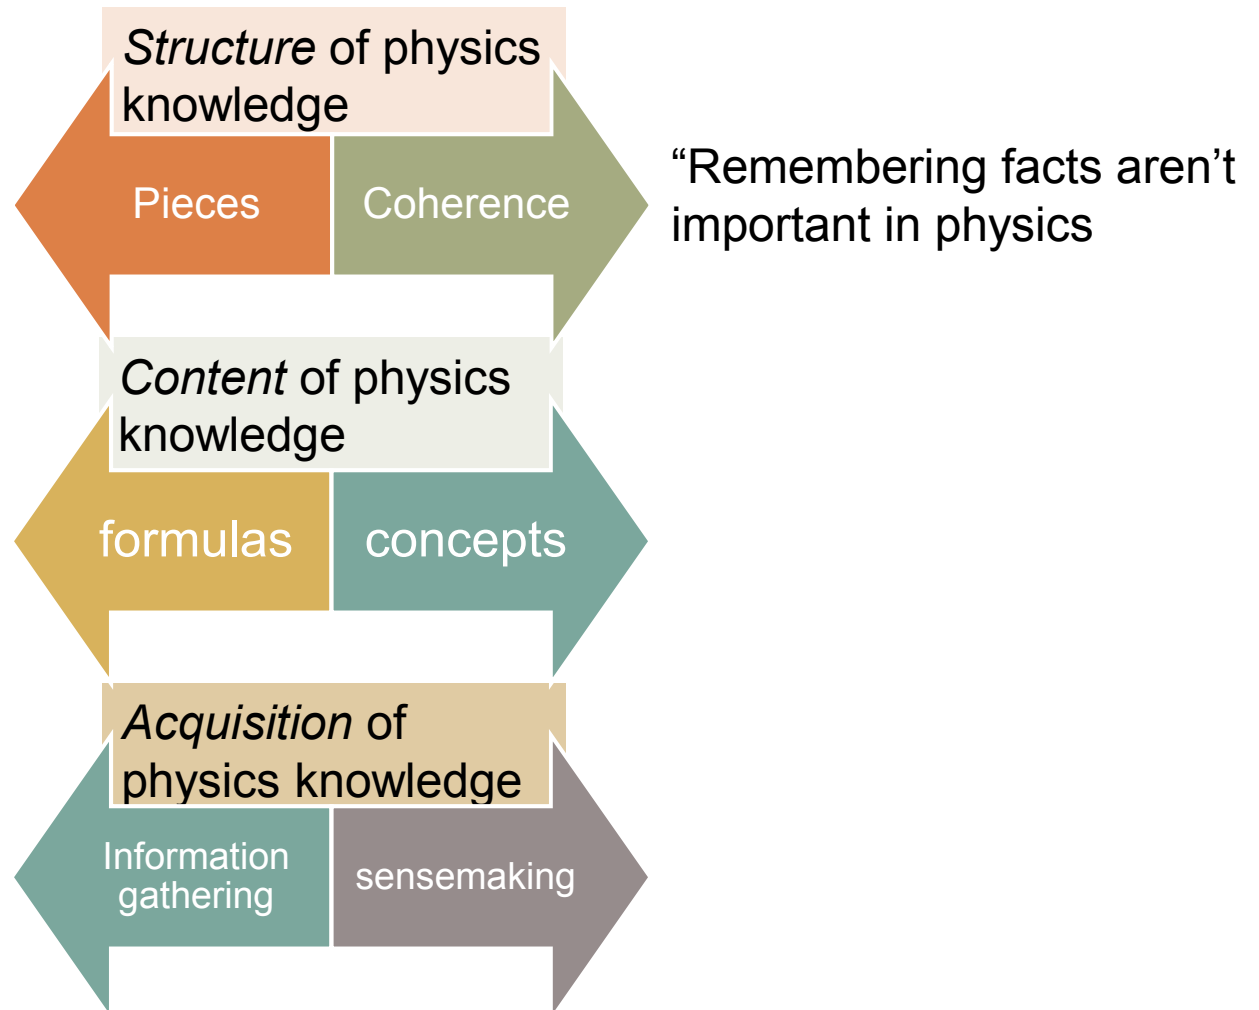 Structure of physics
knowledge
Pieces
Coherence
“Remembering facts aren’t
important in physics
Content of physics
knowledge
formulas
concepts
Acquisition of
physics knowledge
Information
gathering
sensemaking